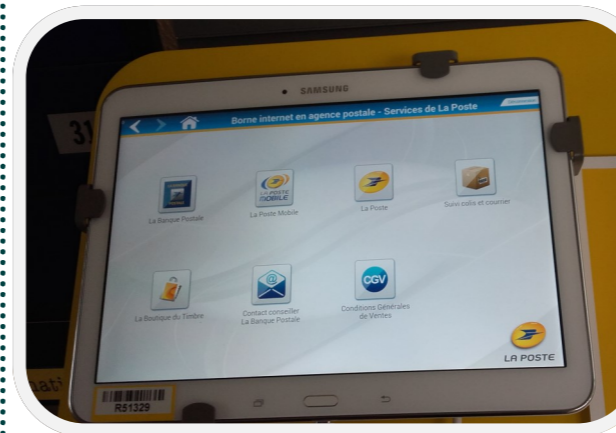 SAMSUNG
Borne internet en agence postale - Services de La Poste
31
La Banque Postale
LA POSTE
MOBILE
La Poste Mobile
La Poste
Suivi colis et courrier
La Boutique du Timbre
@
Contact conseiller
La Banque Postale
CGV
Conditions Générales
de Ventes
LA POSTE
R51329